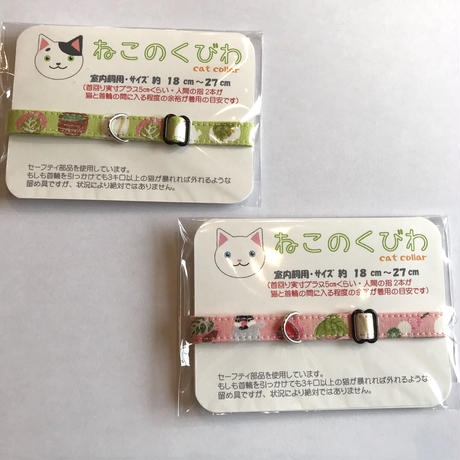 ねこのくびわ
cat collar
室内飼用・サイズ 約 18 cm～27 cm
（首回り実寸プラス5cmくらい・人間の指 2本が
猫と首輪の間に入る程度の余裕が着用の目安です）
セーフティ部品を使用しています。
もしも首輪を引っかけても3キロ以上の猫が暴れれば外れるような
留め具ですが、状況により絶対ではありません。
ねこのくびわ
cat collar
室内飼用・サイズ 約 18 cm～27 cm
（首回り実寸プラス5cmくらい・人間の指 2本が
猫と首輪の間に入る程度の余裕が着用の目安です）
セーフティ部品を使用しています。
もしも首輪を引っかけても3キロ以上の猫が暴れれば外れるような
留め具ですが、状況により絶対ではありません。